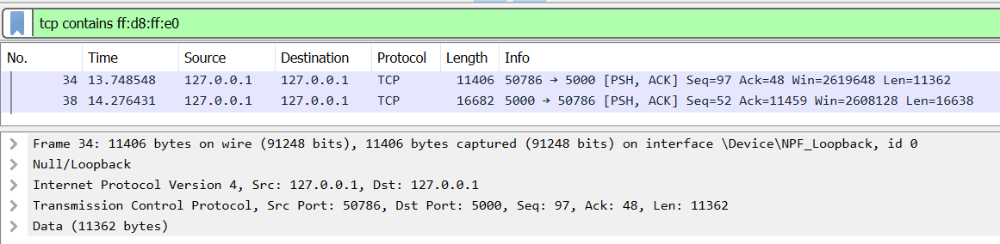 tcp contains ff:d8:ff:e0
No. Time Source Destination Protocol Length Info
34 13.748548 127.0.0.1 127.0.0.1 TCP 11406 50786 → 5000 [PSH, ACK] Seq=97 Ack=48 Win=2619648 Len=11362
38 14.276431 127.0.0.1 127.0.0.1 TCP 16682 5000 → 50786 [PSH, ACK] Seq=52 Ack=11459 Win=2608128 Len=16638
Frame 34: 11406 bytes on wire (91248 bits), 11406 bytes captured (91248 bits) on interface \Device\NPF_Loopback, id 0
Null/Loopback
Internet Protocol Version 4, Src: 127.0.0.1, Dst: 127.0.0.1
Transmission Control Protocol, Src Port: 50786, Dst Port: 5000, Seq: 97, Ack: 48, Len: 11362
Data (11362 bytes)